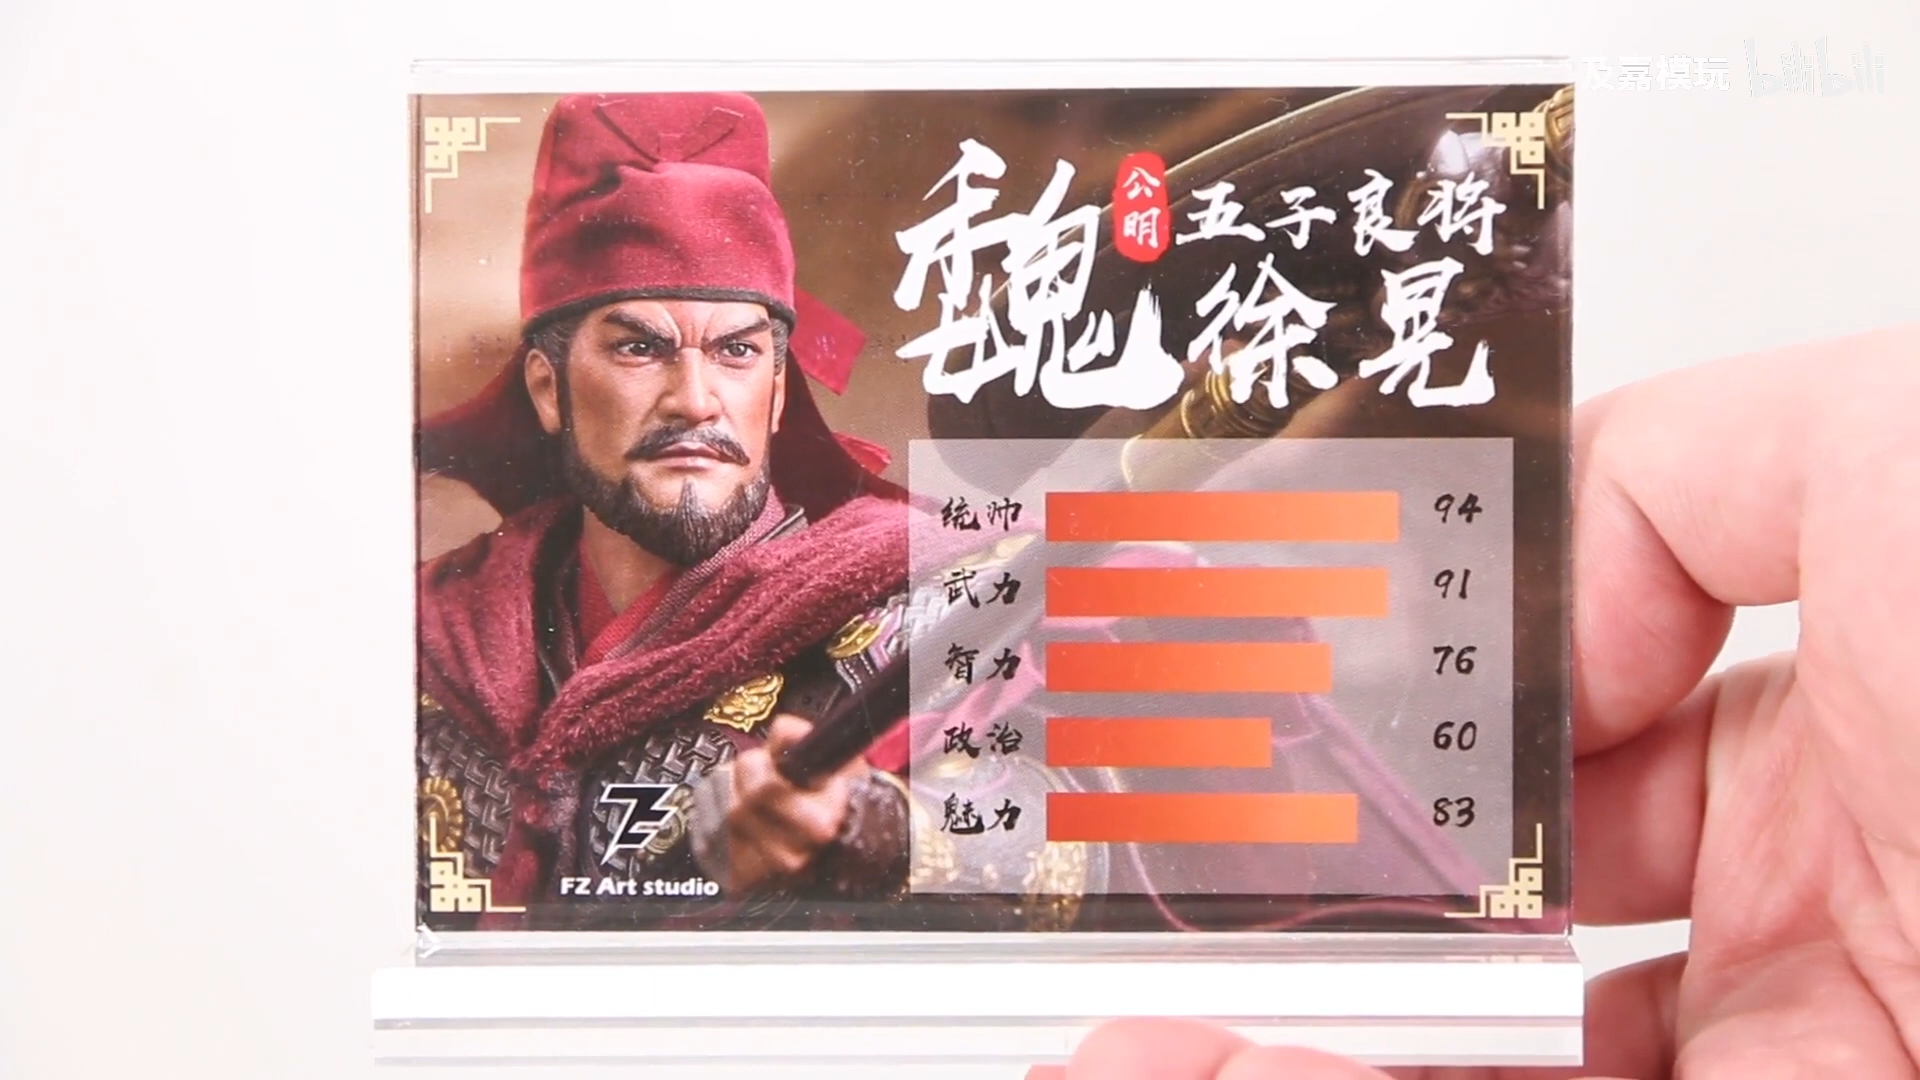 及嘉模玩 bilibili
魏
公明
五子良将
徐晃
统帅 94
武力 91
智力 76
政治 60
魅力 83
FZ Art studio